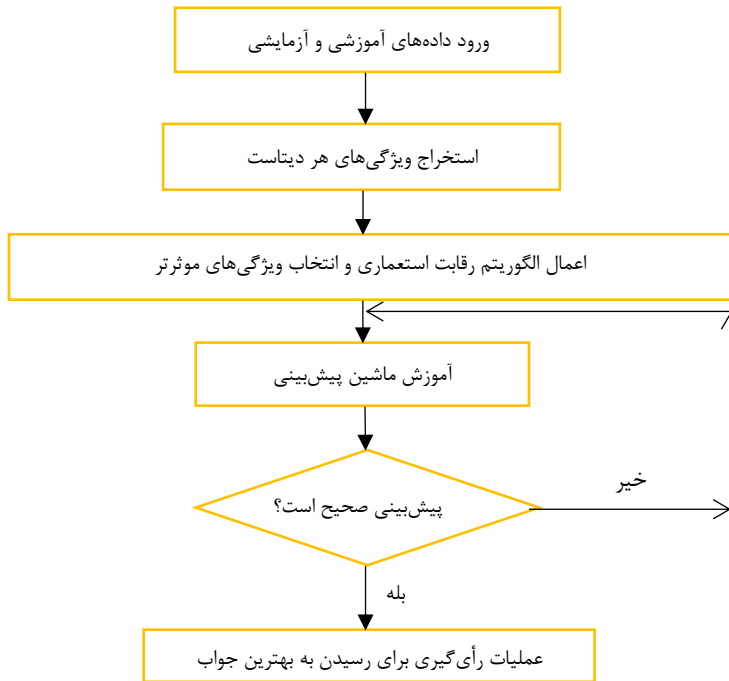 ورود داده‌های آموزشی و آزمایشی
استخراج ویژگی‌های هر دیتاست
اعمال الگوریتم رقابت استعماری و انتخاب ویژگی‌های موثرتر
آموزش ماشین پیش‌بینی
پیش‌بینی صحیح است؟
خیر
بله
عملیات رأی‌گیری برای رسیدن به بهترین جواب